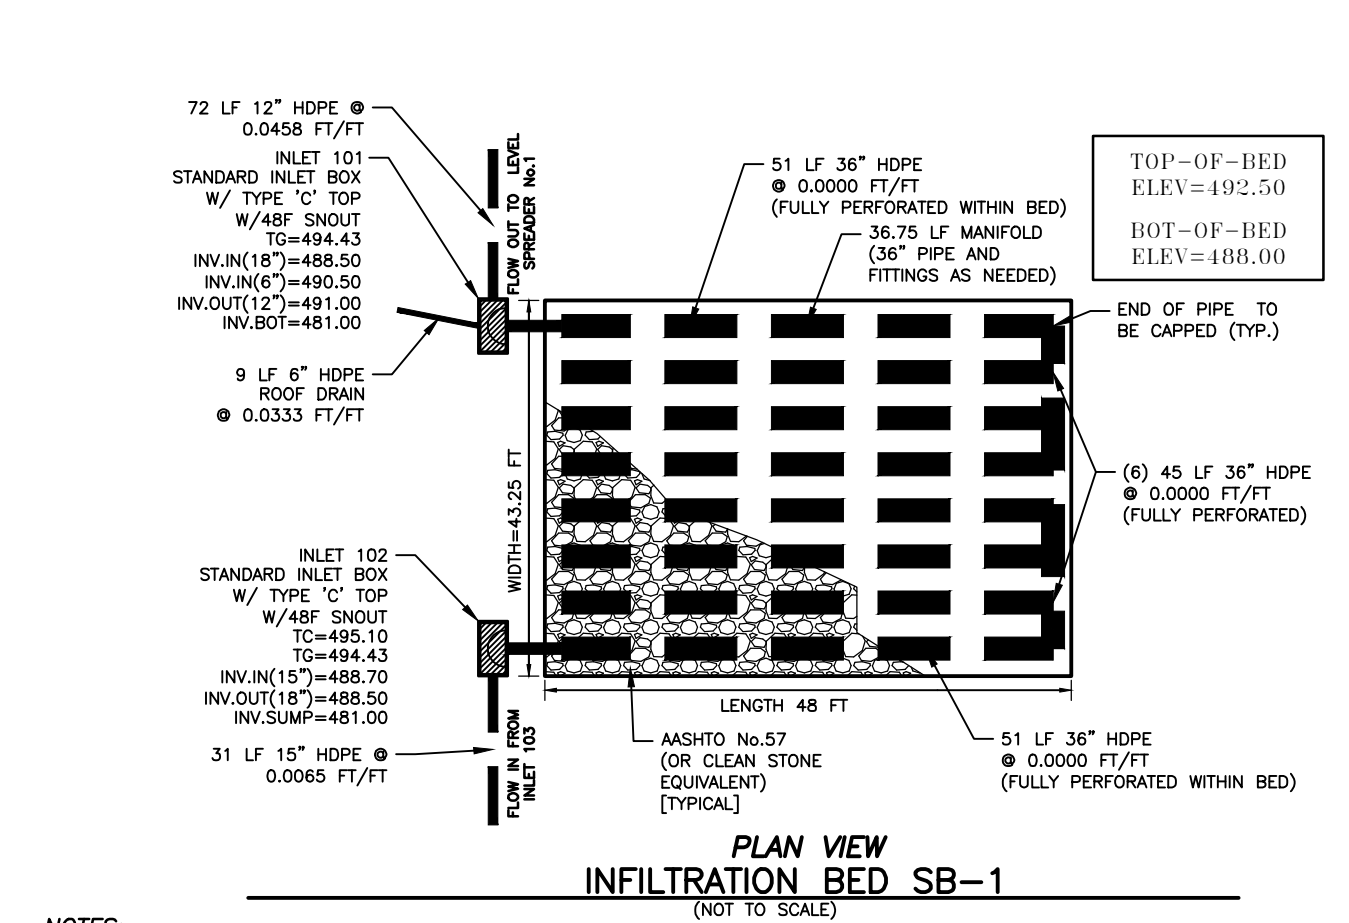 72 LF 12" HDPE @
0.0458 FT/FT
INLET 101
STANDARD INLET BOX
W/ TYPE 'C' TOP
W/48F SNOUT
TG=494.43
INV.IN(18")=488.50
INV.IN(6")=490.50
INV.OUT(12")=491.00
INV.BOT=481.00
9 LF 6" HDPE
ROOF DRAIN
@ 0.0333 FT/FT
FLOW OUT TO LEVEL
SPREADER No.1
51 LF 36" HDPE
@ 0.0000 FT/FT
(FULLY PERFORATED WITHIN BED)
36.75 LF MANIFOLD
(36" PIPE AND
FITTINGS AS NEEDED)
TOP-OF-BED
ELEV=492.50
BOT-OF-BED
ELEV=488.00
END OF PIPE TO
BE CAPPED (TYP.)
(6) 45 LF 36" HDPE
@ 0.0000 FT/FT
(FULLY PERFORATED)
WIDTH=43.25 FT
INLET 102
STANDARD INLET BOX
W/ TYPE 'C' TOP
W/48F SNOUT
TC=495.10
TG=494.43
INV.IN(15")=488.70
INV.OUT(18")=488.50
INV.SUMP=481.00
31 LF 15" HDPE @
0.0065 FT/FT
FLOW IN FROM
INLET 103
LENGTH 48 FT
AASHTO No.57
(OR CLEAN STONE
EQUIVALENT)
[TYPICAL]
51 LF 36" HDPE
@ 0.0000 FT/FT
(FULLY PERFORATED WITHIN BED)
PLAN VIEW
INFILTRATION BED SB-1
(NOT TO SCALE)
NOTES